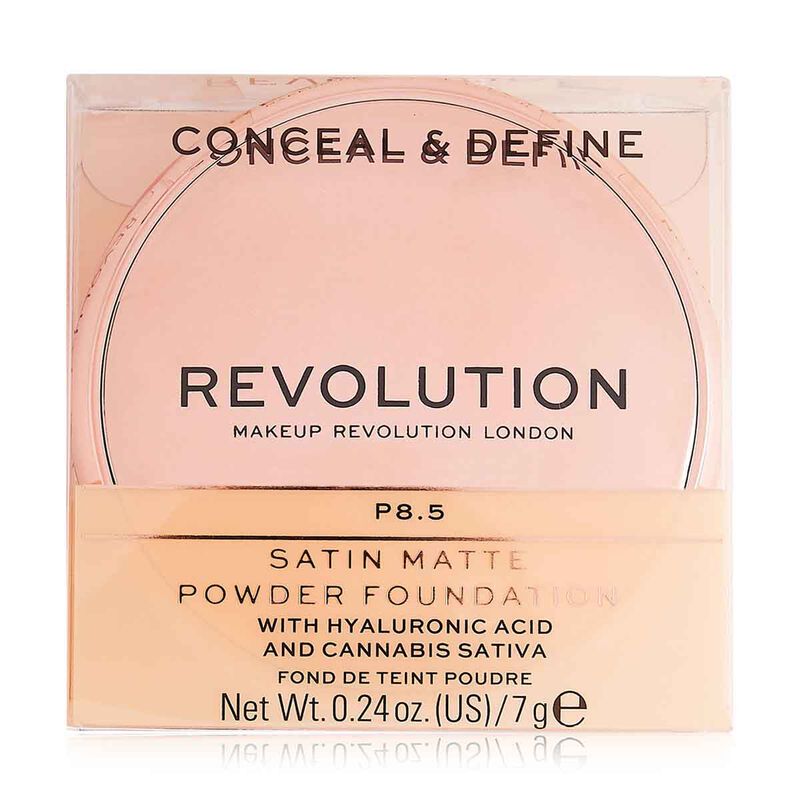 CONCEAL & DEFINE
REVOLUTION
MAKEUP REVOLUTION LONDON
P8.5
SATIN MATTE
POWDER FOUNDATION
WITH HYALURONIC ACID
AND CANNABIS SATIVA
FOND DE TEINT POUDRE
Net Wt. 0.24 oz. (US)/7 g e